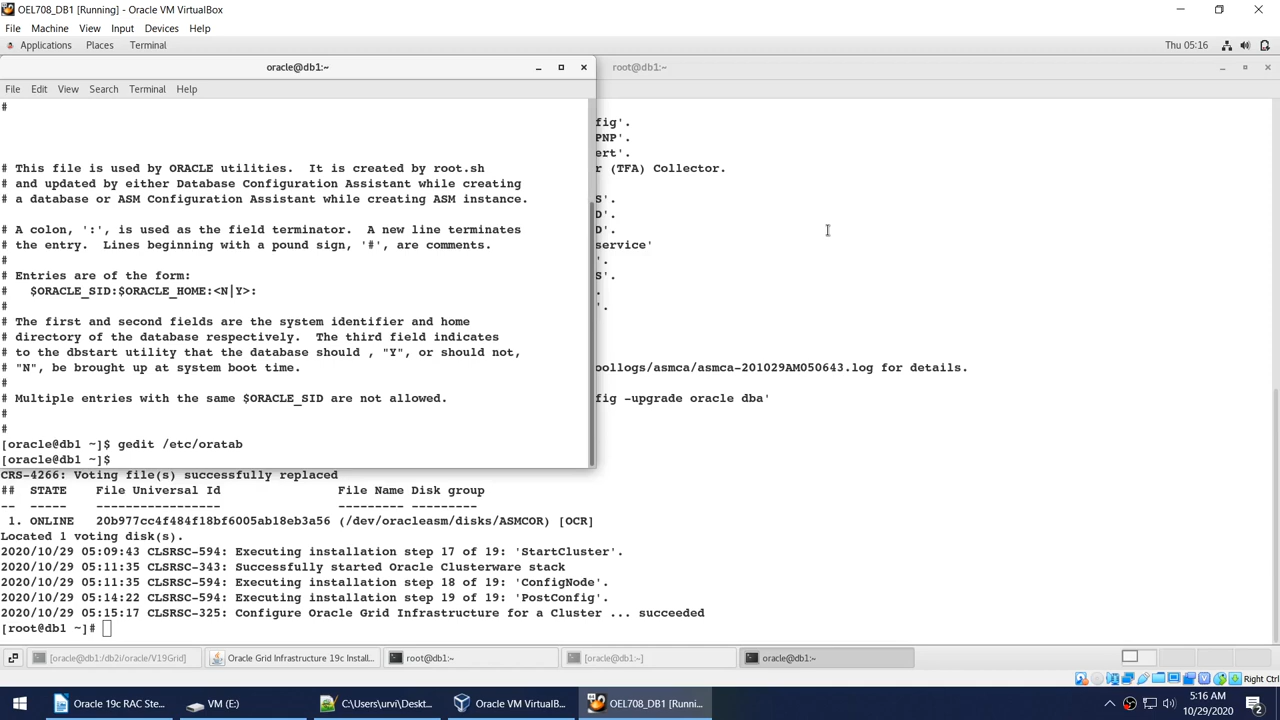 OEL708_DB1 [Running] - Oracle VM VirtualBox
File Machine View Input Devices Help
Applications Places Terminal Thu 05:16
oracle@db1:~
root@db1:~
File Edit View Search Terminal Help
#
# This file is used by ORACLE utilities.  It is created by root.sh
# and updated by either Database Configuration Assistant while creating
# a database or ASM Configuration Assistant while creating ASM instance.
# A colon, ':', is used as the field terminator.  A new line terminates
# the entry.  Lines beginning with a pound sign, '#', are comments.
#
# Entries are of the form:
#   $ORACLE_SID:$ORACLE_HOME:<N|Y>:
#
# The first and second fields are the system identifier and home
# directory of the database respectively.  The third field indicates
# to the dbstart utility that the database should , "Y", or should not,
# "N", be brought up at system boot time.
#
# Multiple entries with the same $ORACLE_SID are not allowed.
#
#
[oracle@db1 ~]$ gedit /etc/oratab
[oracle@db1 ~]$
fig'.
PNP'.
ert'.
r (TFA) Collector.
S'.
D'.
D'.
service'
'.
S'.
.
'.
oollogs/asmca/asmca-201029AM050643.log for details.
fig -upgrade oracle dba'
CRS-4266: Voting file(s) successfully replaced
##  STATE    File Universal Id                File Name Disk group
--  -----    -----------------                --------- ---------
 1. ONLINE   20b977cc4f484f18bf6005ab18eb3a56 (/dev/oracleasm/disks/ASMCOR) [OCR]
Located 1 voting disk(s).
2020/10/29 05:09:43 CLSRSC-594: Executing installation step 17 of 19: 'StartCluster'.
2020/10/29 05:11:35 CLSRSC-343: Successfully started Oracle Clusterware stack
2020/10/29 05:11:35 CLSRSC-594: Executing installation step 18 of 19: 'ConfigNode'.
2020/10/29 05:14:22 CLSRSC-594: Executing installation step 19 of 19: 'PostConfig'.
2020/10/29 05:15:17 CLSRSC-325: Configure Oracle Grid Infrastructure for a Cluster ... succeeded
[root@db1 ~]#
[oracle@db1:/db2i/oracle/V19Grid] Oracle Grid Infrastructure 19c Install... root@db1:~ [oracle@db1:~] oracle@db1:~
Right Ctrl
Oracle 19c RAC Ste... VM (E:) C:\Users\urvi\Deskt... Oracle VM VirtualB... OEL708_DB1 [Runni... 5:16 AM
10/29/2020 2